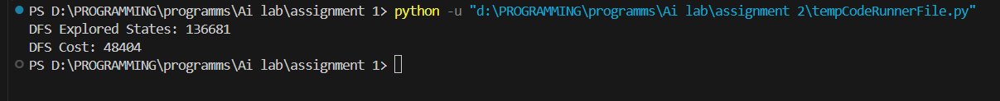 PS D:\PROGRAMMING\programms\Ai lab\assignment 1> python -u "d:\PROGRAMMING\programms\Ai lab\assignment 2\tempCodeRunnerFile.py"
DFS Explored States: 136681
DFS Cost: 48404
PS D:\PROGRAMMING\programms\Ai lab\assignment 1>